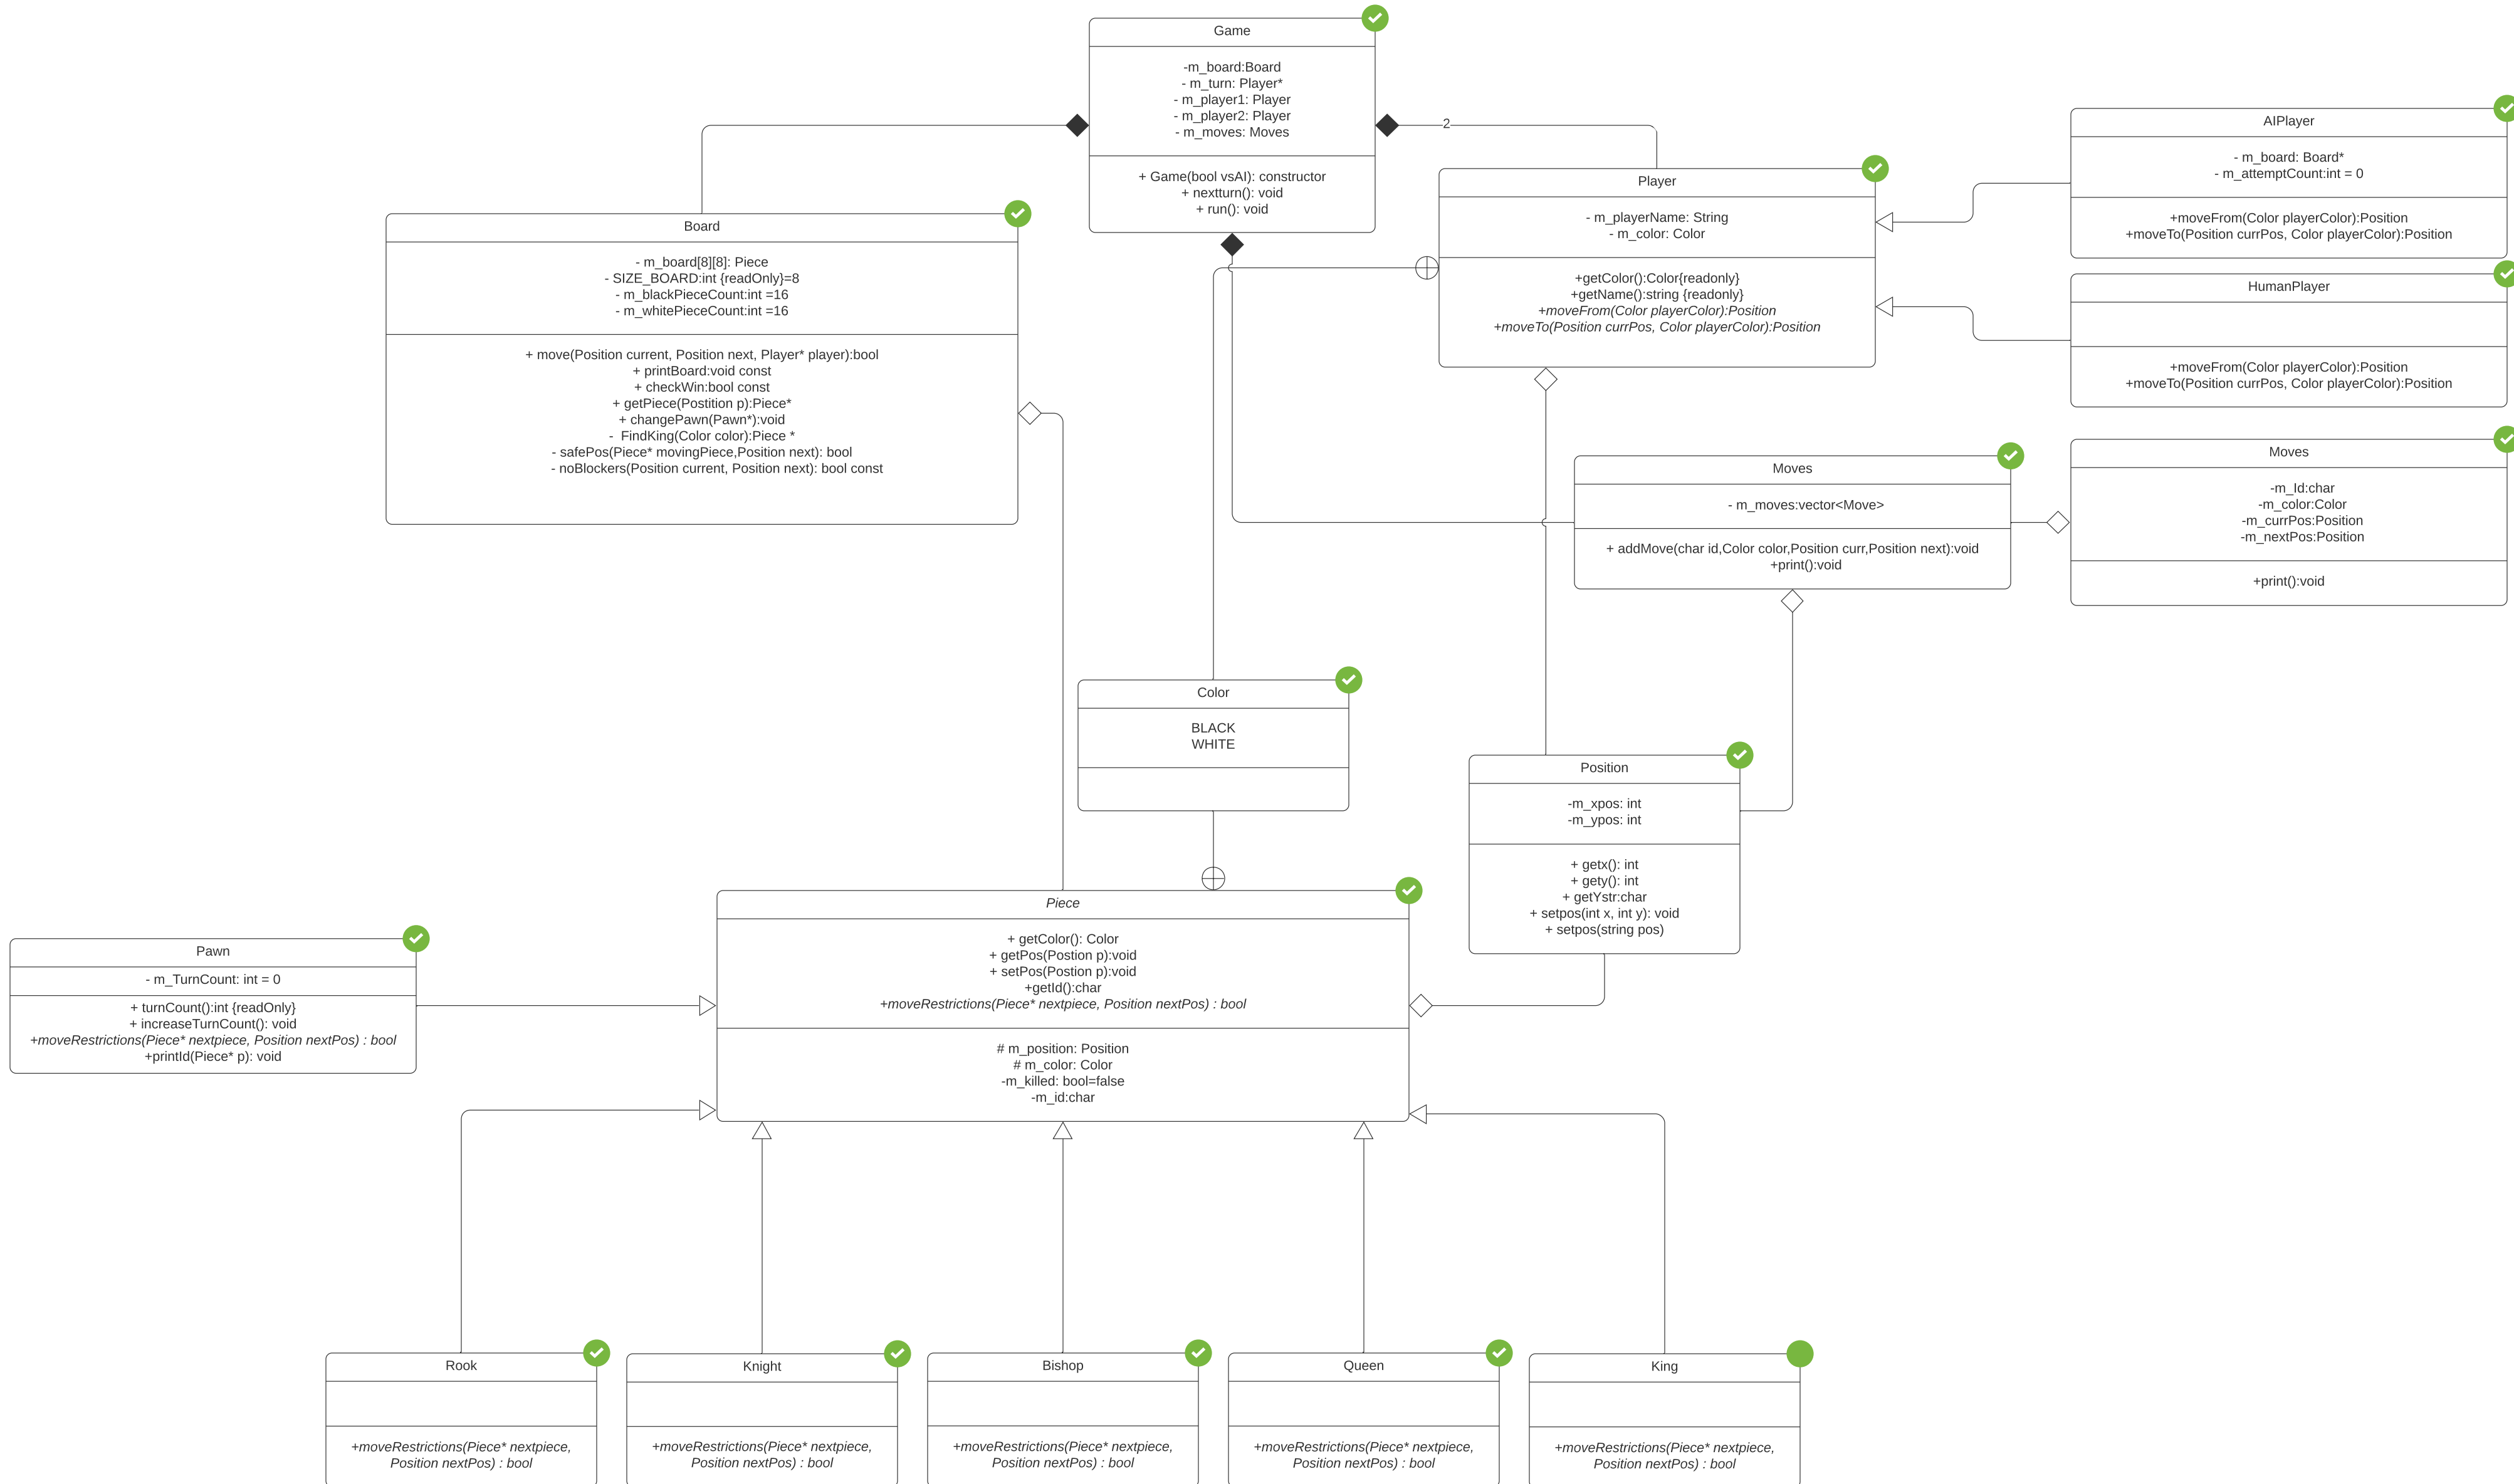 Game
-m_board:Board
- m_turn: Player*
- m_player1: Player
- m_player2: Player
- m_moves: Moves
+ Game(bool vsAI): constructor
+ nextturn(): void
+ run(): void
2
AIPlayer
- m_board: Board*
- m_attemptCount:int = 0
+moveFrom(Color playerColor):Position
+moveTo(Position currPos, Color playerColor):Position
Player
- m_playerName: String
- m_color: Color
+getColor():Color{readonly}
+getName():string {readonly}
+moveFrom(Color playerColor):Position
+moveTo(Position currPos, Color playerColor):Position
Board
- m_board[8][8]: Piece
- SIZE_BOARD:int {readOnly}=8
- m_blackPieceCount:int =16
- m_whitePieceCount:int =16
+ move(Position current, Position next, Player* player):bool
+ printBoard:void const
+ checkWin:bool const
+ getPiece(Postition p):Piece*
+ changePawn(Pawn*):void
- FindKing(Color color):Piece *
- safePos(Piece* movingPiece,Position next): bool
- noBlockers(Position current, Position next): bool const
HumanPlayer
+moveFrom(Color playerColor):Position
+moveTo(Position currPos, Color playerColor):Position
Moves
- m_moves:vector<Move>
+ addMove(char id,Color color,Position curr,Position next):void
+print():void
Moves
-m_Id:char
-m_color:Color
-m_currPos:Position
-m_nextPos:Position
+print():void
Color
BLACK
WHITE
Position
-m_xpos: int
-m_ypos: int
+ getx(): int
+ gety(): int
+ getYstr:char
+ setpos(int x, int y): void
+ setpos(string pos)
Piece
+ getColor(): Color
+ getPos(Postion p):void
+ setPos(Postion p):void
+getId():char
+moveRestrictions(Piece* nextpiece, Position nextPos) : bool
# m_position: Position
# m_color: Color
-m_killed: bool=false
-m_id:char
Pawn
- m_TurnCount: int = 0
+ turnCount():int {readOnly}
+ increaseTurnCount(): void
+moveRestrictions(Piece* nextpiece, Position nextPos) : bool
+printId(Piece* p): void
Rook
+moveRestrictions(Piece* nextpiece,
Position nextPos) : bool
Knight
+moveRestrictions(Piece* nextpiece,
Position nextPos) : bool
Bishop
+moveRestrictions(Piece* nextpiece,
Position nextPos) : bool
Queen
+moveRestrictions(Piece* nextpiece,
Position nextPos) : bool
King
+moveRestrictions(Piece* nextpiece,
Position nextPos) : bool